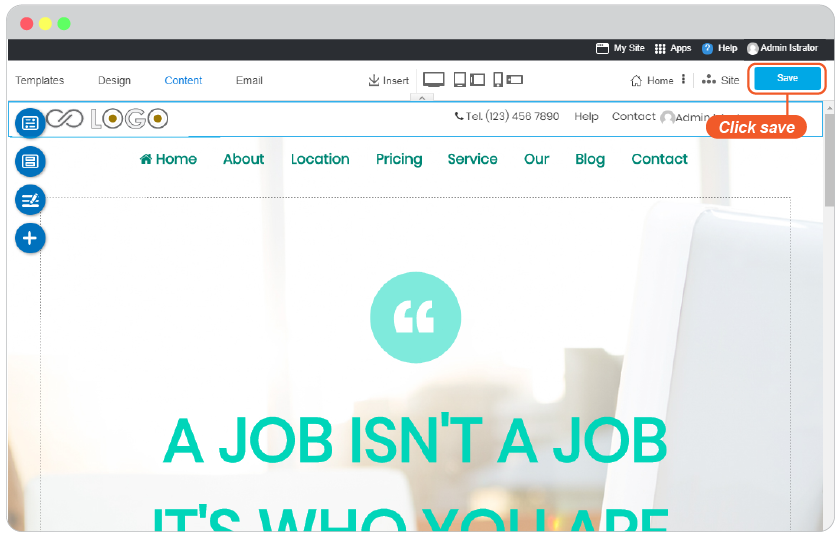 My Site Apps ? Help Admin Istrator
Templates Design Content Email Insert Home Site Save
LOGO Tel. (123) 456 7890 Help Contact Admin
Click save
Home About Location Pricing Service Our Blog Contact
“
A JOB ISN'T A JOB
IT'S WHO YOU ARE